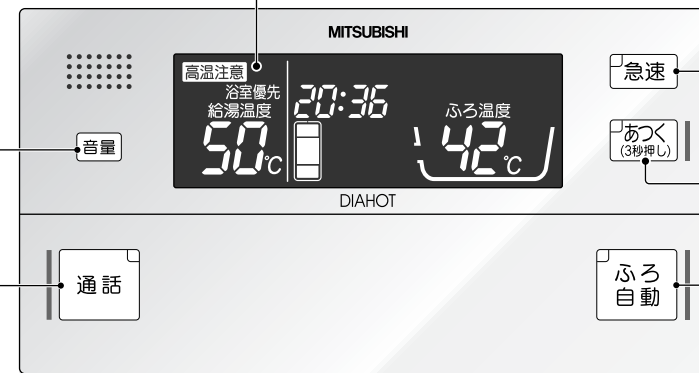 MITSUBISHI
高温注意
浴室優先
給湯温度
50℃
20:36
ふろ温度
42℃
急速
音量
あつく
(3秒押し)
DIAHOT
通話
ふろ
自動